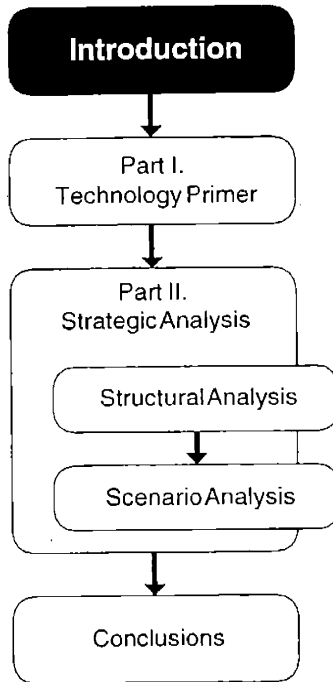 Introduction
Part I.
Technology Primer
Part II.
Strategic Analysis
Structural Analysis
Scenario Analysis
Conclusions